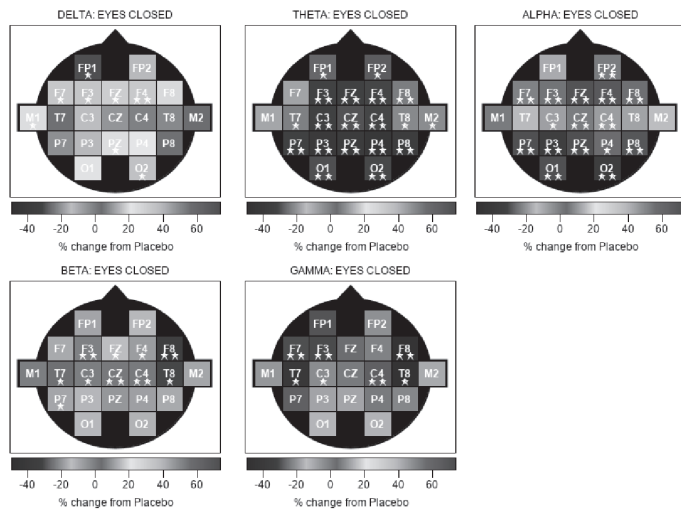 DELTA: EYES CLOSED
FP1 FP2
F7 F3 FZ F4 F8
M1 T7 C3 CZ C4 T8 M2
P7 P3 PZ P4 P8
O1 O2
-40 -20 0 20 40 60
% change from Placebo
THETA: EYES CLOSED
FP1 FP2
F7 F3 FZ F4 F8
M1 T7 C3 CZ C4 T8 M2
P7 P3 PZ P4 P8
O1 O2
-40 -20 0 20 40 60
% change from Placebo
ALPHA: EYES CLOSED
FP1 FP2
F7 F3 FZ F4 F8
M1 T7 C3 CZ C4 T8 M2
P7 P3 PZ P4 P8
O1 O2
-40 -20 0 20 40 60
% change from Placebo
BETA: EYES CLOSED
FP1 FP2
F7 F3 FZ F4 F8
M1 T7 C3 CZ C4 T8 M2
P7 P3 PZ P4 P8
O1 O2
-40 -20 0 20 40 60
% change from Placebo
GAMMA: EYES CLOSED
FP1 FP2
F7 F3 FZ F4 F8
M1 T7 C3 CZ C4 T8 M2
P7 P3 PZ P4 P8
O1 O2
-40 -20 0 20 40 60
% change from Placebo